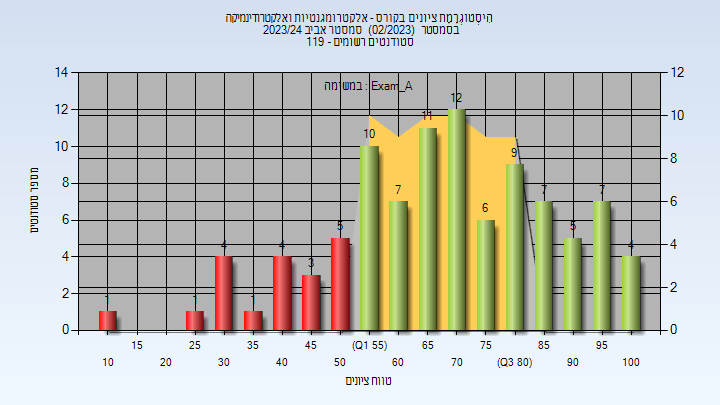 הִיסְטוֹגְרָמַת ציונים בקורס - אלקטרומגנטיות ואלקטרודינמיקה
בסמסטר (02/2023) סמסטר אביב 2023/24
סטודנטים רשומים - 119
במשימה : Exam_A
14 12
12 10
10 8
8 6
6 4
4 2
2 0
0
1 1 4 1 4 3 5 10 7 11 12 6 9 7 5 7 4
מספר סטודנטים
15 25 35 45 (Q1 55) 65 75 85 95
10 20 30 40 50 60 70 (Q3 80) 90 100
טווח ציונים